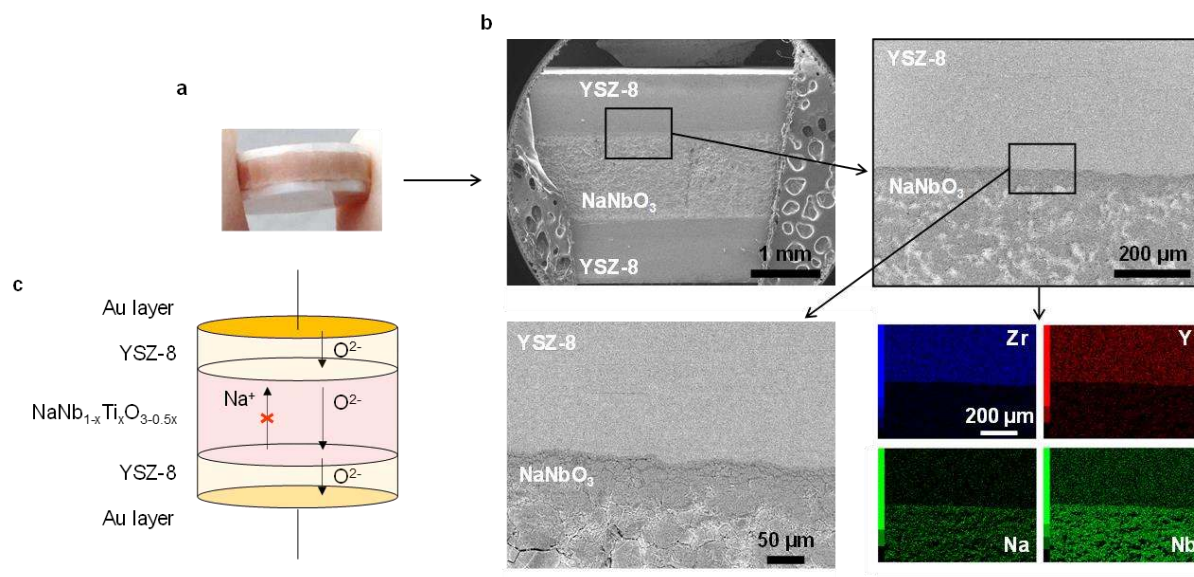 a
b
YSZ-8
NaNbO₃
YSZ-8
1 mm
YSZ-8
NaNbO₃
200 µm
c
Au layer
YSZ-8
NaNb₁₋ₓTiₓO₃₋₀.₅ₓ
YSZ-8
Au layer
O²⁻
Na⁺
O²⁻
O²⁻
YSZ-8
NaNbO₃
50 µm
Zr
200 µm
Y
Na
Nb